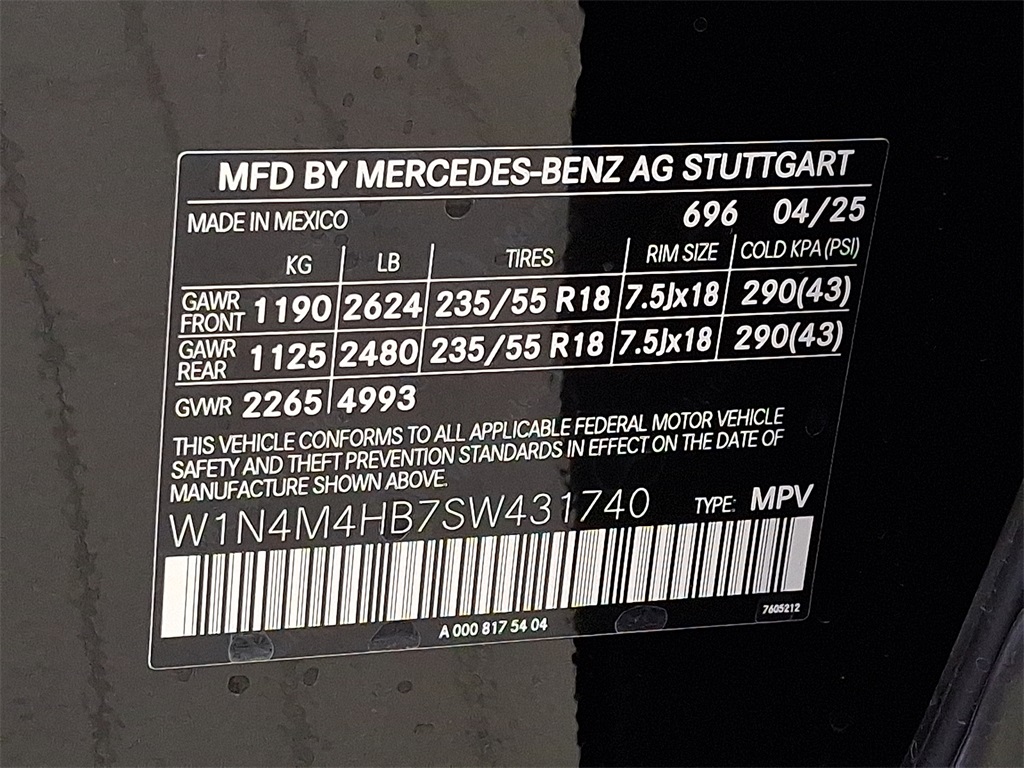 MFD BY MERCEDES-BENZ AG STUTTGART
MADE IN MEXICO 696 04/25
KG LB TIRES RIM SIZE COLD KPA (PSI)
GAWR FRONT 1190 2624 235/55 R18 7.5Jx18 290(43)
GAWR REAR 1125 2480 235/55 R18 7.5Jx18 290(43)
GVWR 2265 4993
THIS VEHICLE CONFORMS TO ALL APPLICABLE FEDERAL MOTOR VEHICLE
SAFETY AND THEFT PREVENTION STANDARDS IN EFFECT ON THE DATE OF
MANUFACTURE SHOWN ABOVE.
W1N4M4HB7SW431740 TYPE: MPV
7605212
A 000 817 54 04